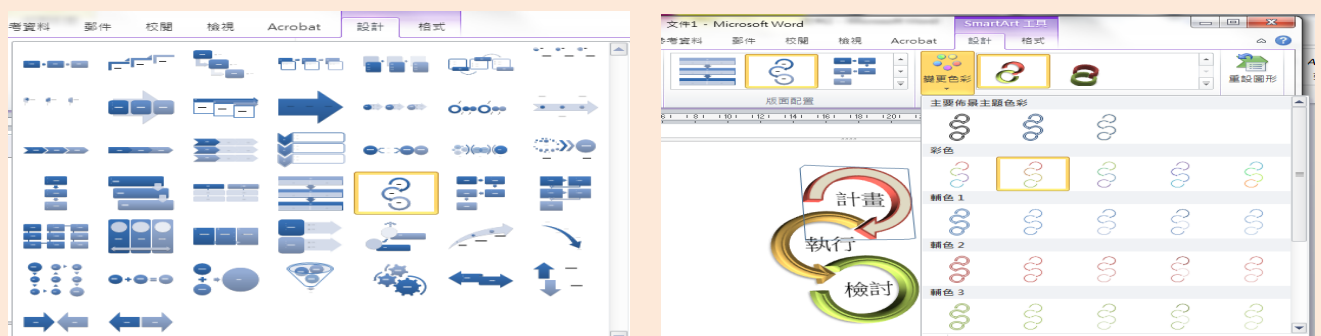 考資料 郵件 校閱 檢視 Acrobat 設計 格式
文件1 - Microsoft Word SmartArt 工具
參考資料 郵件 校閱 檢視 Acrobat 設計 格式
變更色彩
重設圖形
版面配置
主要佈景主題色彩
彩色
輔色 1
輔色 2
輔色 3
計畫
執行
檢討